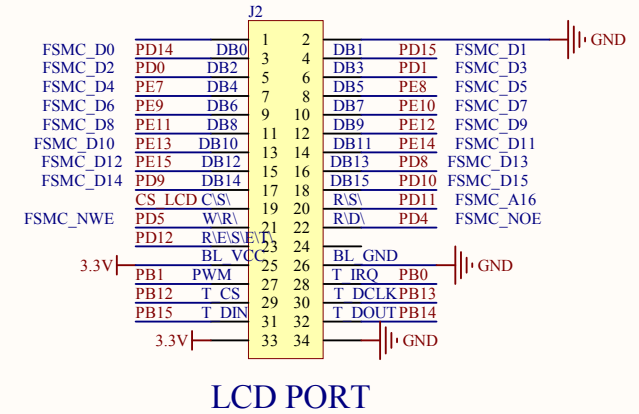 J2
1 2 GND
FSMC_D0 PD14 DB0 3 4 DB1 PD15 FSMC_D1
FSMC_D2 PD0 DB2 5 6 DB3 PD1 FSMC_D3
FSMC_D4 PE7 DB4 7 8 DB5 PE8 FSMC_D5
FSMC_D6 PE9 DB6 9 10 DB7 PE10 FSMC_D7
FSMC_D8 PE11 DB8 11 12 DB9 PE12 FSMC_D9
FSMC_D10 PE13 DB10 13 14 DB11 PE14 FSMC_D11
FSMC_D12 PE15 DB12 15 16 DB13 PD8 FSMC_D13
FSMC_D14 PD9 DB14 17 18 DB15 PD10 FSMC_D15
CS_LCD C\S\ 19 20 R\S\ PD11 FSMC_A16
FSMC_NWE PD5 W\R\ 21 22 R\D\ PD4 FSMC_NOE
PD12 R\E\S\E\T\ 23 24
3.3V BL_VCC 25 26 BL_GND GND
PB1 PWM 27 28 T_IRQ PB0
PB12 T_CS 29 30 T_DCLK PB13
PB15 T_DIN 31 32 T_DOUT PB14
3.3V 33 34 GND
LCD PORT